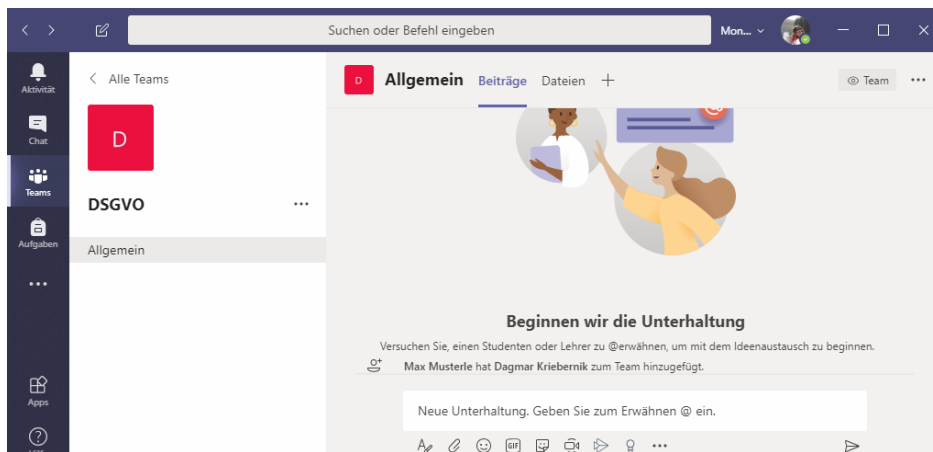 Suchen oder Befehl eingeben
Mon...
Aktivität
Chat
Teams
Aufgaben
Apps
Alle Teams
D
DSGVO
Allgemein
D
Allgemein Beiträge Dateien
Team
Beginnen wir die Unterhaltung
Versuchen Sie, einen Studenten oder Lehrer zu @erwähnen, um mit dem Ideenaustausch zu beginnen.
Max Musterle hat Dagmar Kriebernik zum Team hinzugefügt.
Neue Unterhaltung. Geben Sie zum Erwähnen @ ein.
GIF